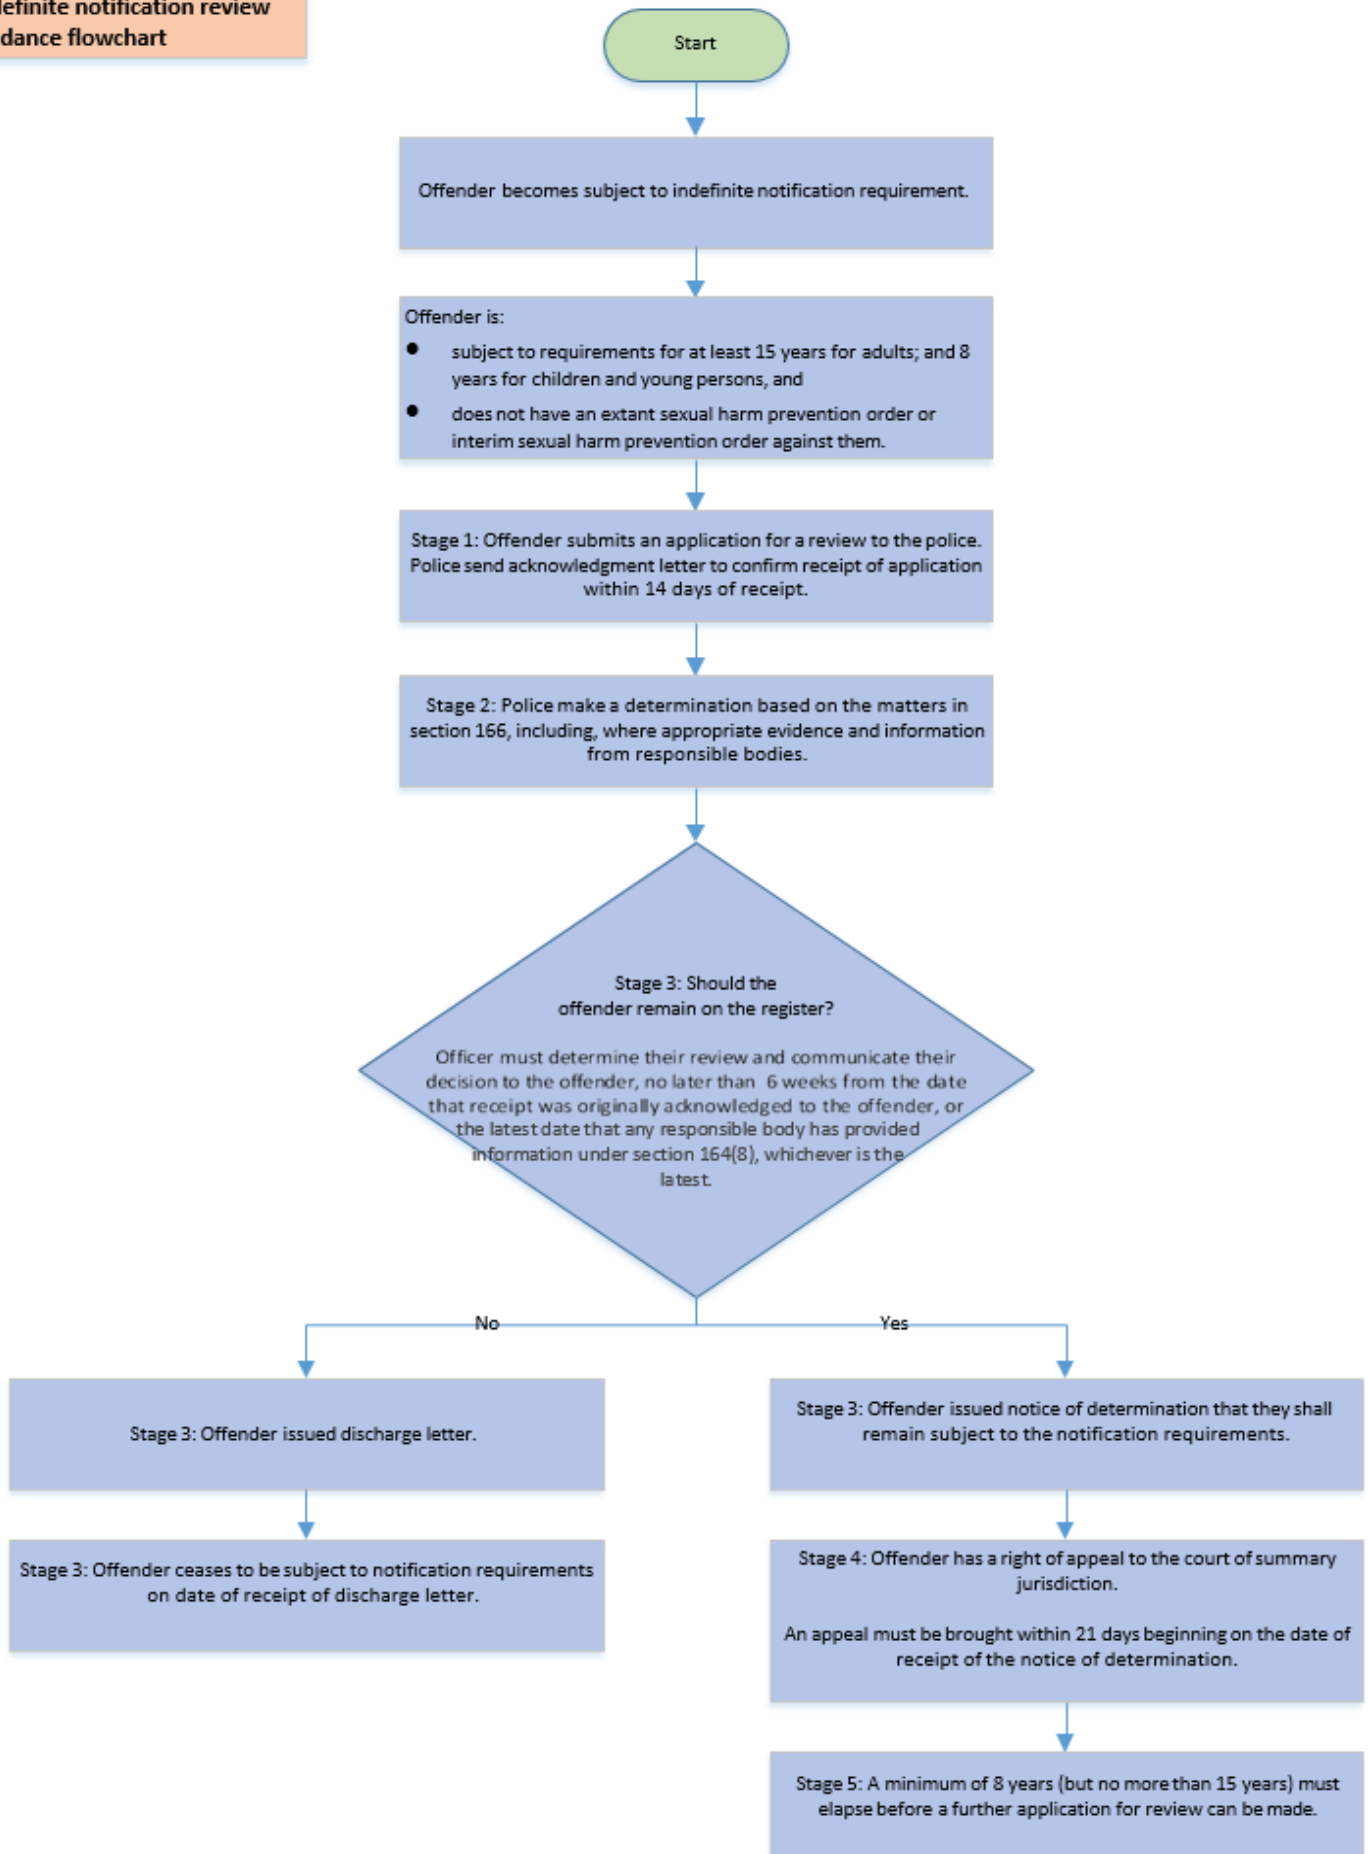 review
flowchart
notification
Start
Offender becomes subject to indefinite notification requirement.
Offender is:
● subject to requirements for at least 15 years for adults; and 8
years for children and young persons, and
● does not have an extant sexual harm prevention order or
interim sexual harm prevention order against them.
Stage 1: Offender submits an application for a review to the police.
Police send acknowledgment letter to confirm receipt of application
within 14 days of receipt.
Stage 2: Police make a determination based on the matters in
section 166, including, where appropriate evidence and information
from responsible bodies.
Stage 3: Should the
offender remain on the register?
Officer must determine their review and communicate their
decision to the offender, no later than 6 weeks from the date
that receipt was originally acknowledged to the offender, or
the latest date that any responsible body has provided
information under section 164(8), whichever is the
latest.
No
Yes
Stage 3: Offender issued discharge letter.
Stage 3: Offender ceases to be subject to notification requirements
on date of receipt of discharge letter.
Stage 3: Offender issued notice of determination that they shall
remain subject to the notification requirements.
Stage 4: Offender has a right of appeal to the court of summary
jurisdiction.
An appeal must be brought within 21 days beginning on the date of
receipt of the notice of determination.
Stage 5: A minimum of 8 years (but no more than 15 years) must
elapse before a further application for review can be made.